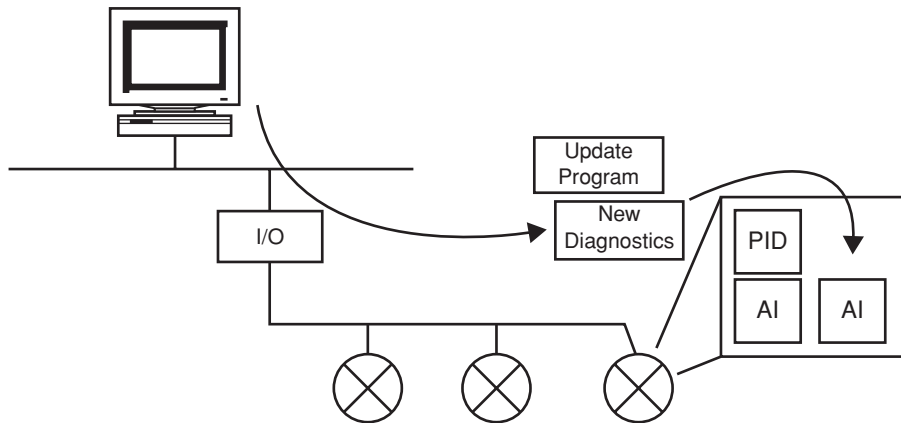 Update
Program
New
Diagnostics
I/O
PID
AI
AI